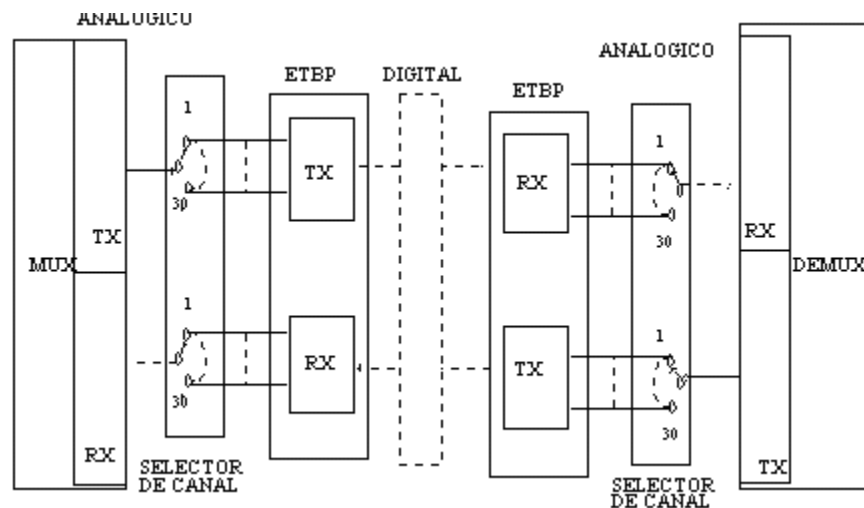 ANALOGICO
ETBP
DIGITAL
ANALOGICO
ETBP
1
TX
30
TX
MUX
1
RX
30
RX
SELECTOR
DE CANAL
1
RX
30
RX
DEMUX
1
TX
30
TX
SELECTOR
DE CANAL